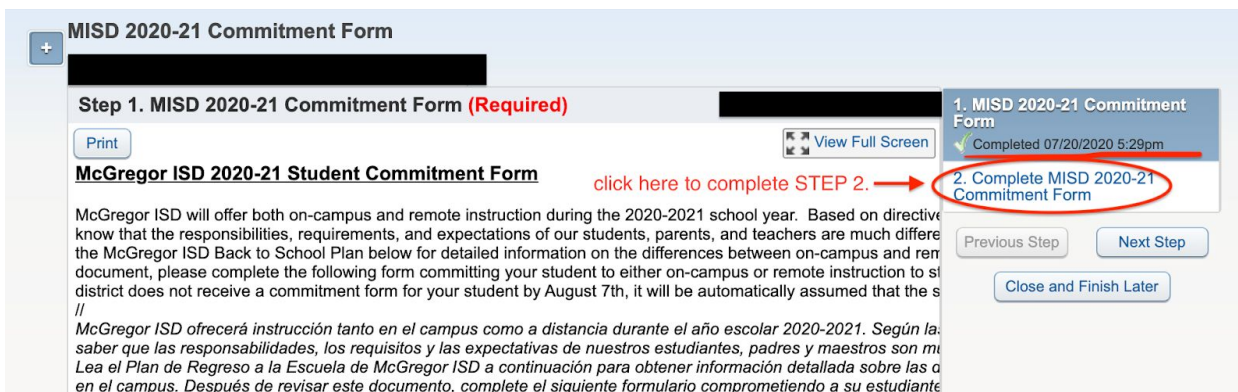 MISD 2020-21 Commitment Form
+
Step 1. MISD 2020-21 Commitment Form (Required)
Print
View Full Screen
McGregor ISD 2020-21 Student Commitment Form
click here to complete STEP 2.
McGregor ISD will offer both on-campus and remote instruction during the 2020-2021 school year. Based on directive
know that the responsibilities, requirements, and expectations of our students, parents, and teachers are much differe
the McGregor ISD Back to School Plan below for detailed information on the differences between on-campus and rem
document, please complete the following form committing your student to either on-campus or remote instruction to st
district does not receive a commitment form for your student by August 7th, it will be automatically assumed that the s
//
McGregor ISD ofrecerá instrucción tanto en el campus como a distancia durante el año escolar 2020-2021. Según la
saber que las responsabilidades, los requisitos y las expectativas de nuestros estudiantes, padres y maestros son mu
Lea el Plan de Regreso a la Escuela de McGregor ISD a continuación para obtener información detallada sobre las d
en el campus. Después de revisar este documento, complete el siguiente formulario comprometiendo a su estudiante
1. MISD 2020-21 Commitment
Form
Completed 07/20/2020 5:29pm
2. Complete MISD 2020-21
Commitment Form
Previous Step
Next Step
Close and Finish Later